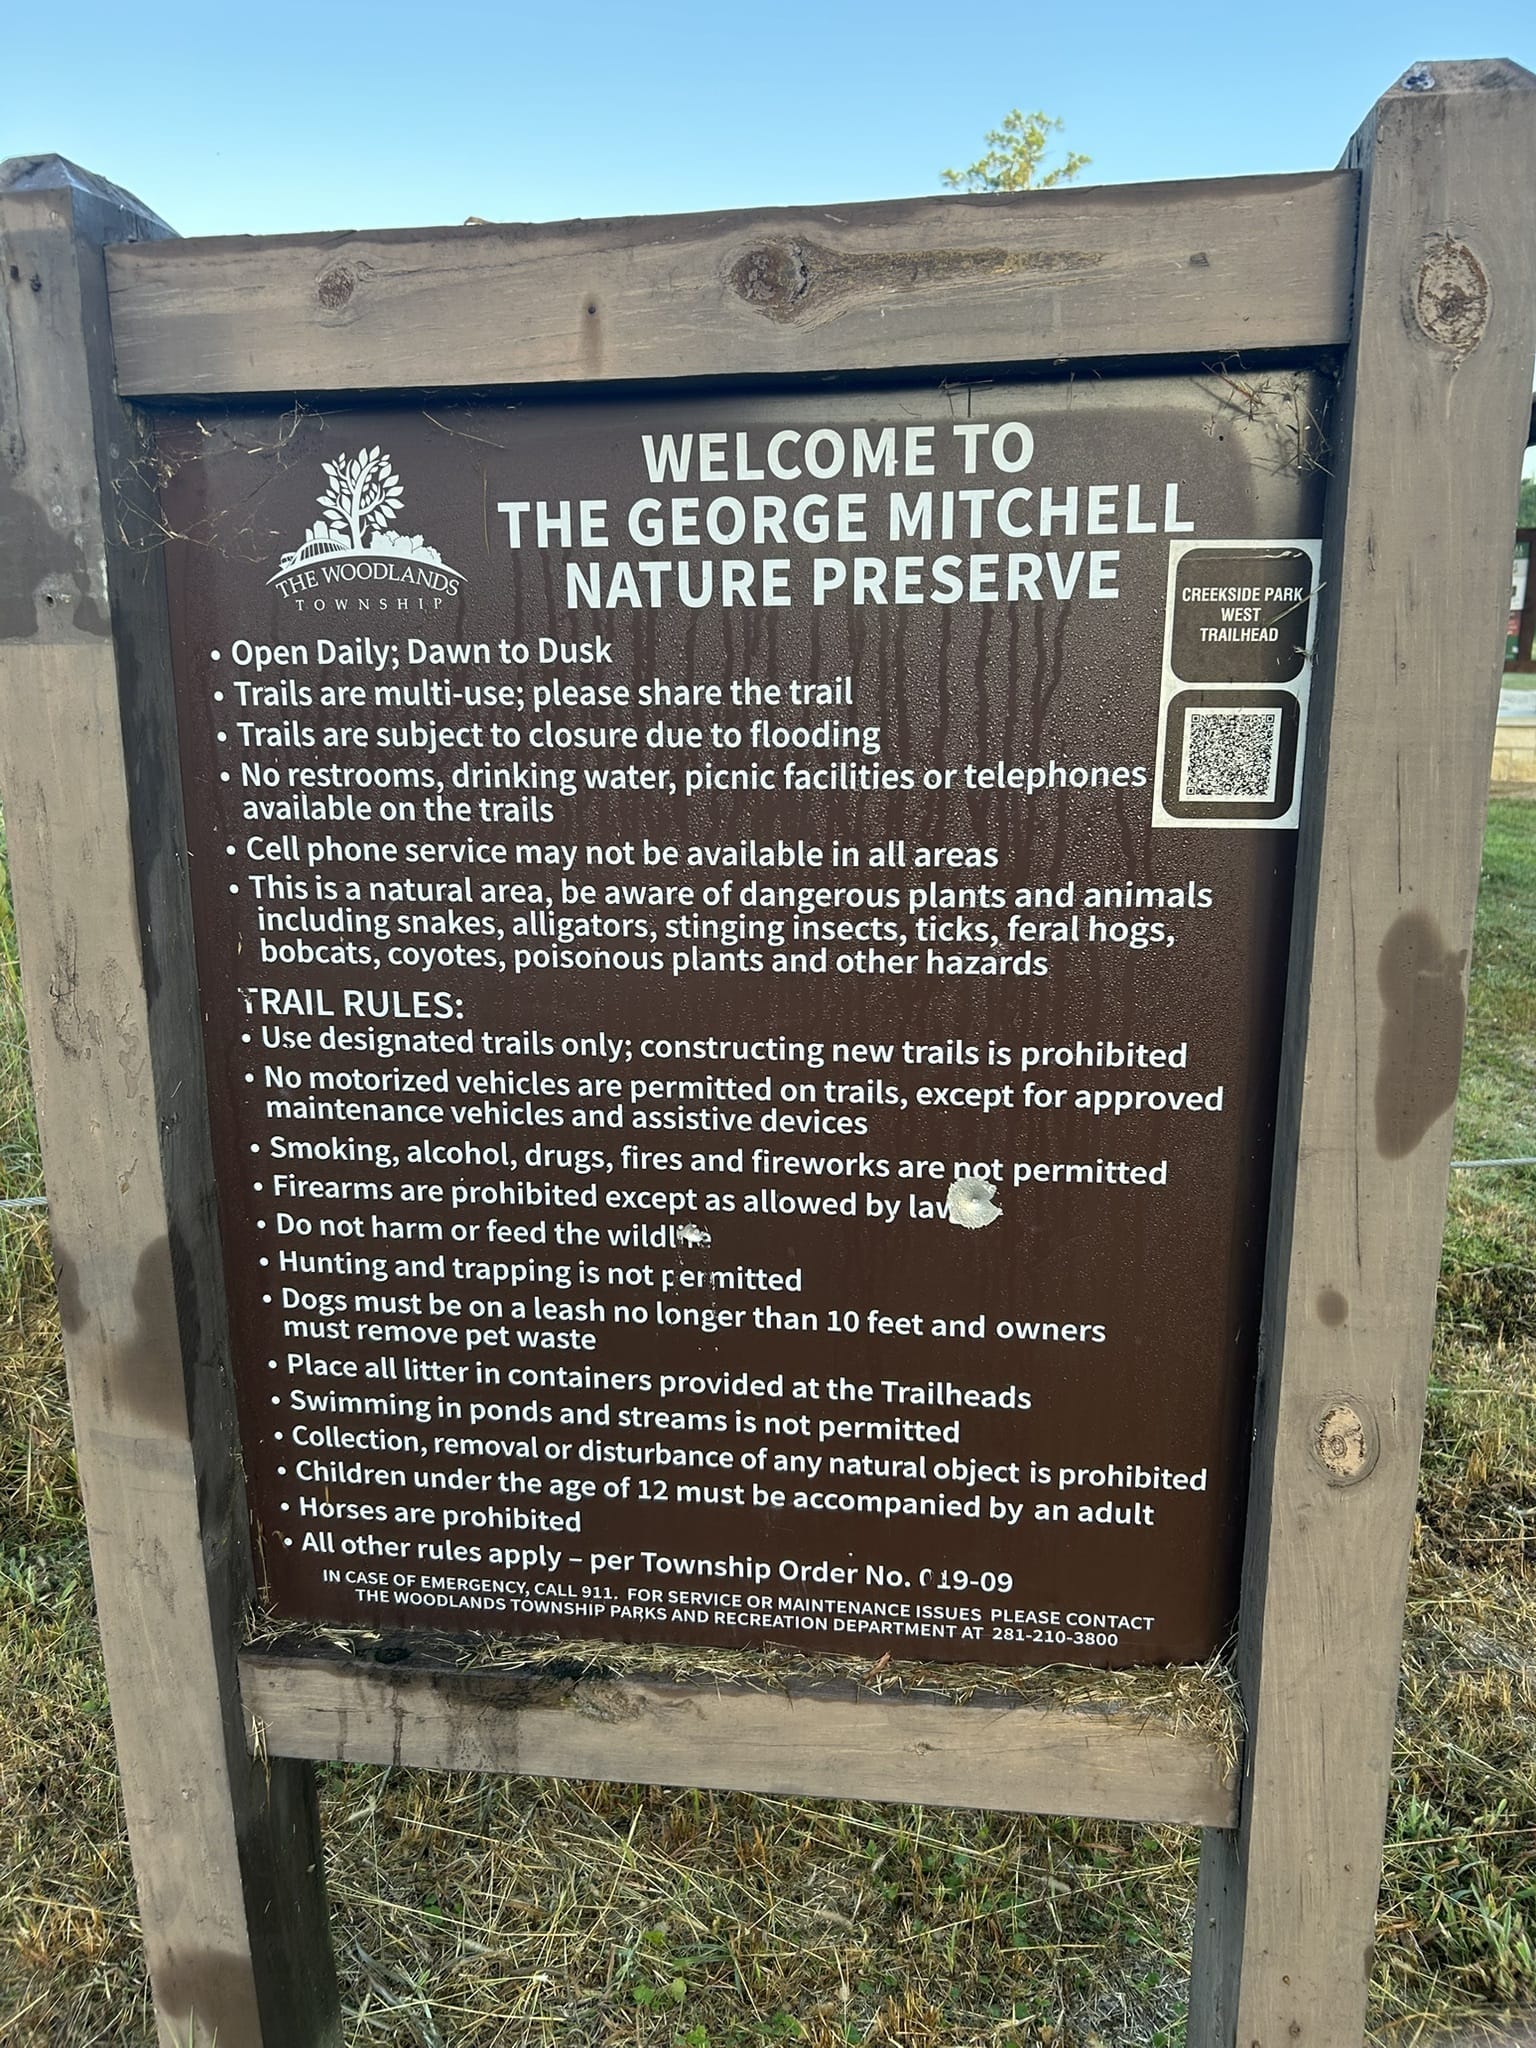 THE WOODLANDS
TOWNSHIP
WELCOME TO
THE GEORGE MITCHELL
NATURE PRESERVE
CREEKSIDE PARK
WEST
TRAILHEAD
• Open Daily; Dawn to Dusk
• Trails are multi-use; please share the trail
• Trails are subject to closure due to flooding
• No restrooms, drinking water, picnic facilities or telephones
available on the trails
• Cell phone service may not be available in all areas
• This is a natural area, be aware of dangerous plants and animals
including snakes, alligators, stinging insects, ticks, feral hogs,
bobcats, coyotes, poisonous plants and other hazards
TRAIL RULES:
• Use designated trails only; constructing new trails is prohibited
• No motorized vehicles are permitted on trails, except for approved
maintenance vehicles and assistive devices
• Smoking, alcohol, drugs, fires and fireworks are not permitted
• Firearms are prohibited except as allowed by law
• Do not harm or feed the wildlife
• Hunting and trapping is not permitted
• Dogs must be on a leash no longer than 10 feet and owners
must remove pet waste
• Place all litter in containers provided at the Trailheads
• Swimming in ponds and streams is not permitted
• Collection, removal or disturbance of any natural object is prohibited
• Children under the age of 12 must be accompanied by an adult
• Horses are prohibited
• All other rules apply – per Township Order No. 019-09
IN CASE OF EMERGENCY, CALL 911. FOR SERVICE OR MAINTENANCE ISSUES PLEASE CONTACT
THE WOODLANDS TOWNSHIP PARKS AND RECREATION DEPARTMENT AT 281-210-3800